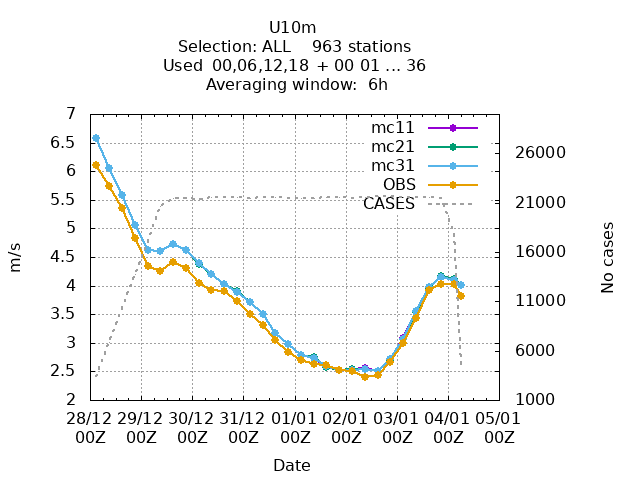 U10m
Selection: ALL    963 stations
Used  00,06,12,18  + 00 01 ... 36
Averaging window:  6h
7
6.5
6
5.5
5
4.5
4
3.5
3
2.5
2
m/s
mc11
mc21
mc31
OBS
CASES
26000
21000
16000
11000
6000
1000
No cases
28/12 29/12 30/12 31/12 01/01 02/01 03/01 04/01 05/01
00Z 00Z 00Z 00Z 00Z 00Z 00Z 00Z 00Z
Date